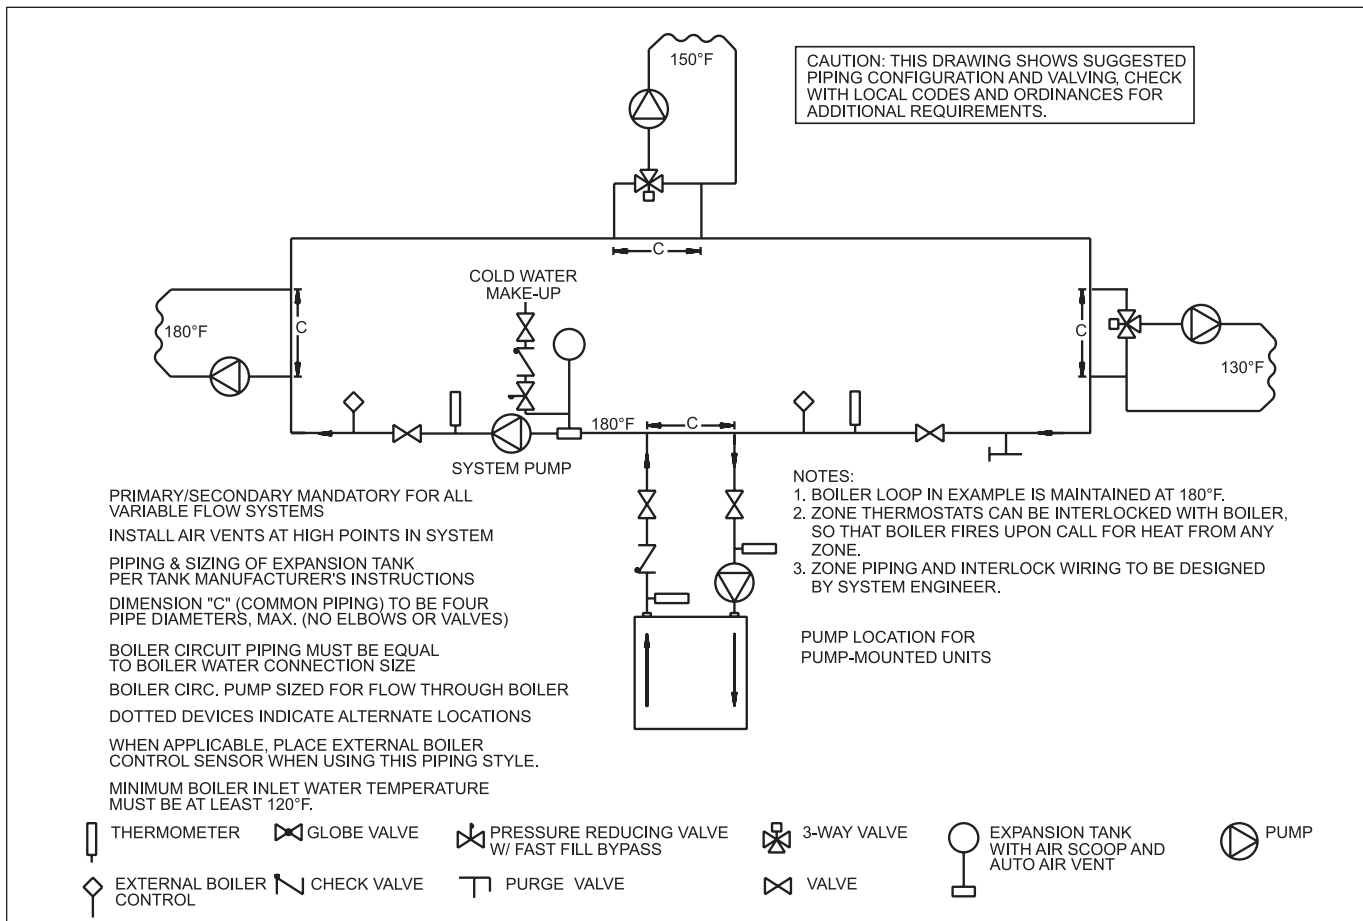 150°F
CAUTION: THIS DRAWING SHOWS SUGGESTED
PIPING CONFIGURATION AND VALVING, CHECK
WITH LOCAL CODES AND ORDINANCES FOR
ADDITIONAL REQUIREMENTS.
C
COLD WATER
MAKE-UP
180°F
C
C
130°F
180°F
C
SYSTEM PUMP
PRIMARY/SECONDARY MANDATORY FOR ALL
VARIABLE FLOW SYSTEMS
INSTALL AIR VENTS AT HIGH POINTS IN SYSTEM
PIPING & SIZING OF EXPANSION TANK
PER TANK MANUFACTURER'S INSTRUCTIONS
DIMENSION "C" (COMMON PIPING) TO BE FOUR
PIPE DIAMETERS, MAX. (NO ELBOWS OR VALVES)
BOILER CIRCUIT PIPING MUST BE EQUAL
TO BOILER WATER CONNECTION SIZE
BOILER CIRC. PUMP SIZED FOR FLOW THROUGH BOILER
DOTTED DEVICES INDICATE ALTERNATE LOCATIONS
WHEN APPLICABLE, PLACE EXTERNAL BOILER
CONTROL SENSOR WHEN USING THIS PIPING STYLE.
MINIMUM BOILER INLET WATER TEMPERATURE
MUST BE AT LEAST 120°F.
NOTES:
1. BOILER LOOP IN EXAMPLE IS MAINTAINED AT 180°F.
2. ZONE THERMOSTATS CAN BE INTERLOCKED WITH BOILER,
SO THAT BOILER FIRES UPON CALL FOR HEAT FROM ANY
ZONE.
3. ZONE PIPING AND INTERLOCK WIRING TO BE DESIGNED
BY SYSTEM ENGINEER.
PUMP LOCATION FOR
PUMP-MOUNTED UNITS
THERMOMETER
GLOBE VALVE
PRESSURE REDUCING VALVE
W/ FAST FILL BYPASS
3-WAY VALVE
EXPANSION TANK
WITH AIR SCOOP AND
AUTO AIR VENT
PUMP
EXTERNAL BOILER
CONTROL
CHECK VALVE
PURGE VALVE
VALVE